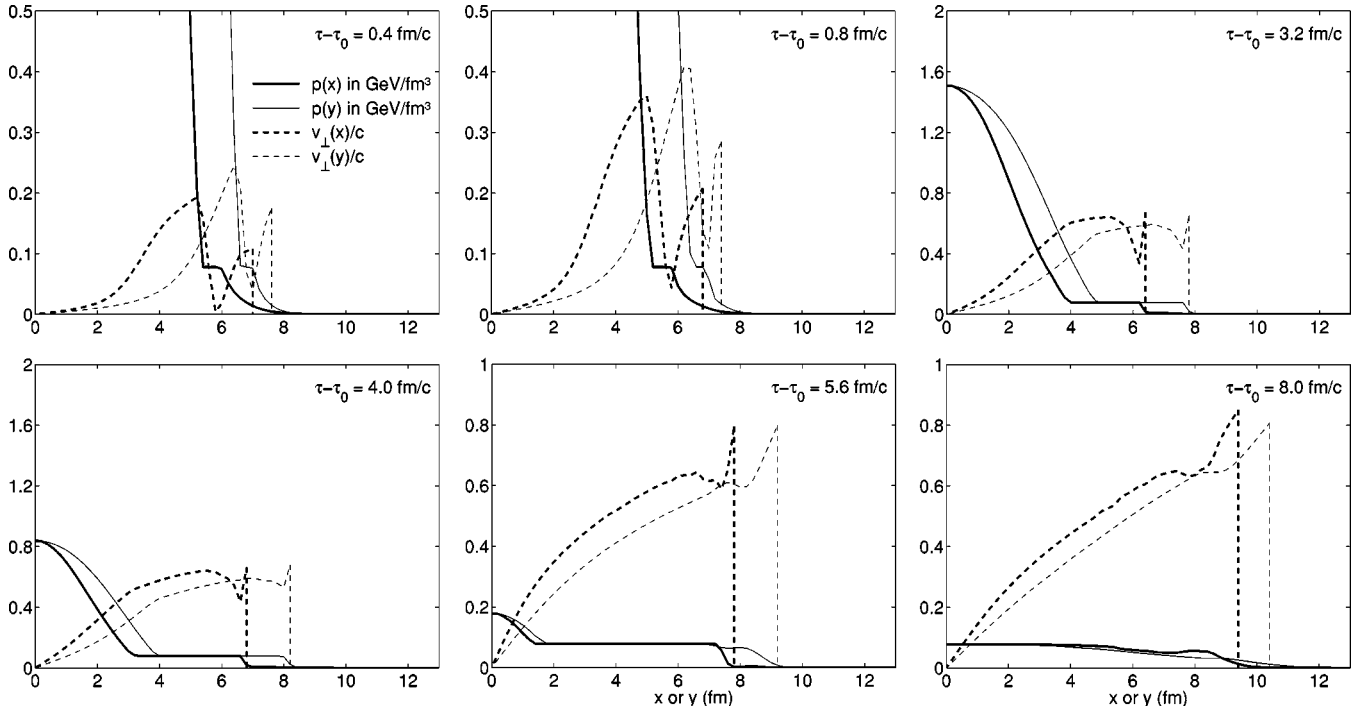 0.5
0.4
0.3
0.2
0.1
0
0 2 4 6 8 10 12
τ−τ₀ = 0.4 fm/c
p(x) in GeV/fm³
p(y) in GeV/fm³
v⊥(x)/c
v⊥(y)/c
0.5
0.4
0.3
0.2
0.1
0
0 2 4 6 8 10 12
τ−τ₀ = 0.8 fm/c
2
1.6
1.2
0.8
0.4
0
0 2 4 6 8 10 12
τ−τ₀ = 3.2 fm/c
2
1.6
1.2
0.8
0.4
0
0 2 4 6 8 10 12
τ−τ₀ = 4.0 fm/c
1
0.8
0.6
0.4
0.2
0
0 2 4 6 8 10 12
x or y (fm)
τ−τ₀ = 5.6 fm/c
1
0.8
0.6
0.4
0.2
0
0 2 4 6 8 10 12
x or y (fm)
τ−τ₀ = 8.0 fm/c